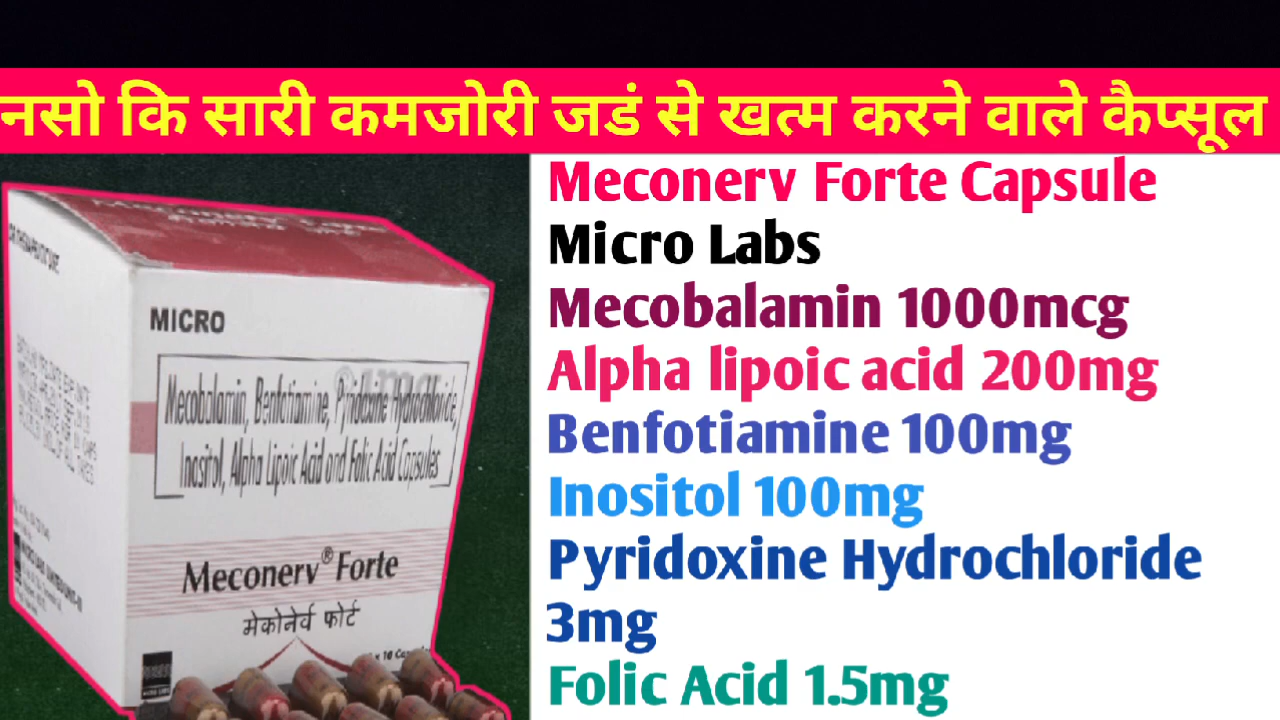 नसो कि सारी कमजोरी जडं से खत्म करने वाले कैप्सूल
Meconerv Forte Capsule
Micro Labs
Mecobalamin 1000mcg
Alpha lipoic acid 200mg
Benfotiamine 100mg
Inositol 100mg
Pyridoxine Hydrochloride
3mg
Folic Acid 1.5mg
MICRO
Mecobalamin, Benfotiamine, Pyridoxine Hydrochloride,
Inositol, Alpha Lipoic Acid and Folic Acid Capsules
Meconerv® Forte
मेकोनेर्व फोर्ट